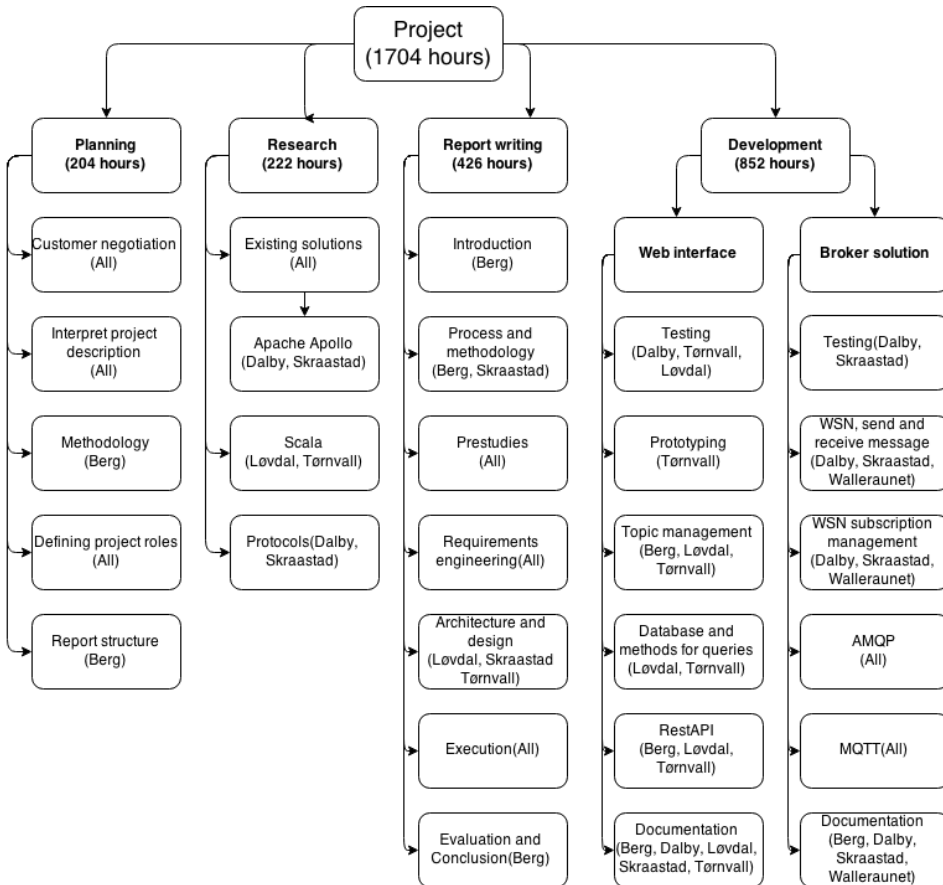 Project
(1704 hours)
Planning
(204 hours)
Customer negotiation
(All)
Interpret project
description
(All)
Methodology
(Berg)
Defining project roles
(All)
Report structure
(Berg)
Research
(222 hours)
Existing solutions
(All)
Apache Apollo
(Dalby, Skraastad)
Scala
(Løvdal, Tørnvall)
Protocols(Dalby,
Skraastad)
Report writing
(426 hours)
Introduction
(Berg)
Process and
methodology
(Berg, Skraastad)
Prestudies
(All)
Requirements
engineering(All)
Architecture and
design
(Løvdal, Skraastad
Tørnvall)
Execution(All)
Evaluation and
Conclusion(Berg)
Development
(852 hours)
Web interface
Testing
(Dalby, Tørnvall,
Løvdal)
Prototyping
(Tørnvall)
Topic management
(Berg, Løvdal,
Tørnvall)
Database and
methods for queries
(Løvdal, Tørnvall)
RestAPI
(Berg, Løvdal,
Tørnvall)
Documentation
(Berg, Dalby, Løvdal,
Skraastad, Tørnvall)
Broker solution
Testing(Dalby,
Skraastad)
WSN, send and
receive message
(Dalby, Skraastad,
Walleraunet)
WSN subscription
management
(Dalby, Skraastad,
Walleraunet)
AMQP
(All)
MQTT(All)
Documentation
(Berg, Dalby,
Skraastad,
Walleraunet)